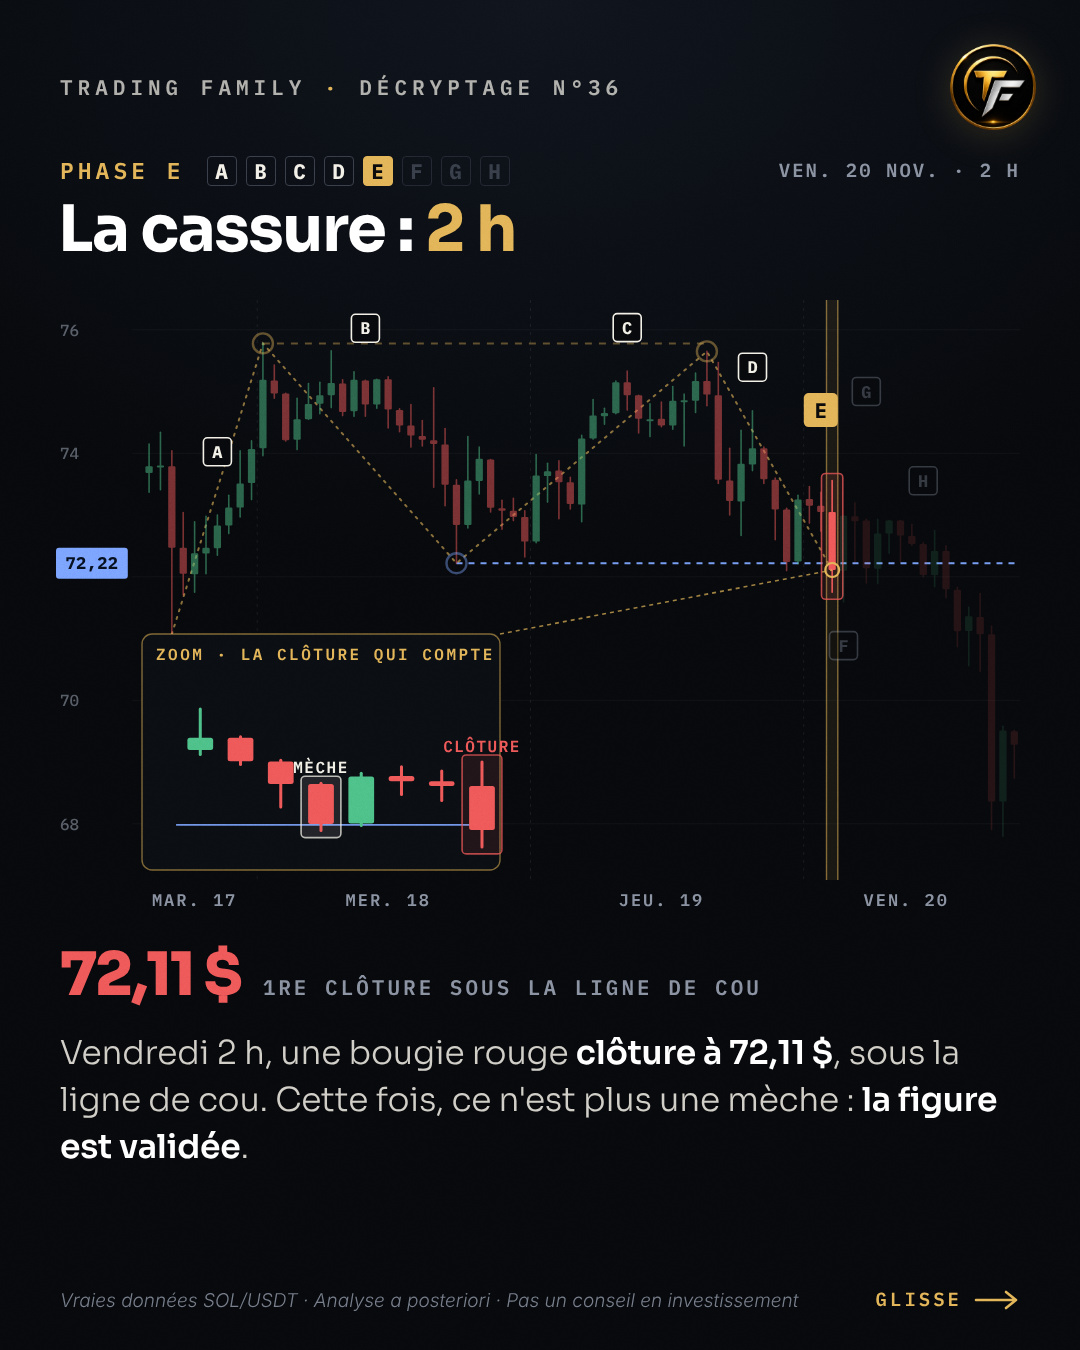 TRADING FAMILY · DÉCRYPTAGE N°36
TF
PHASE E A B C D E F G H
VEN. 20 NOV. · 2 H
La cassure : 2 h
76
B
C
D
G
E
74
A
H
72,22
F
ZOOM · LA CLÔTURE QUI COMPTE
70
CLÔTURE
MÈCHE
68
MAR. 17 MER. 18 JEU. 19 VEN. 20
72,11 $ 1RE CLÔTURE SOUS LA LIGNE DE COU
Vendredi 2 h, une bougie rouge clôture à 72,11 $, sous la
ligne de cou. Cette fois, ce n'est plus une mèche : la figure
est validée.
Vraies données SOL/USDT · Analyse a posteriori · Pas un conseil en investissement
GLISSE →